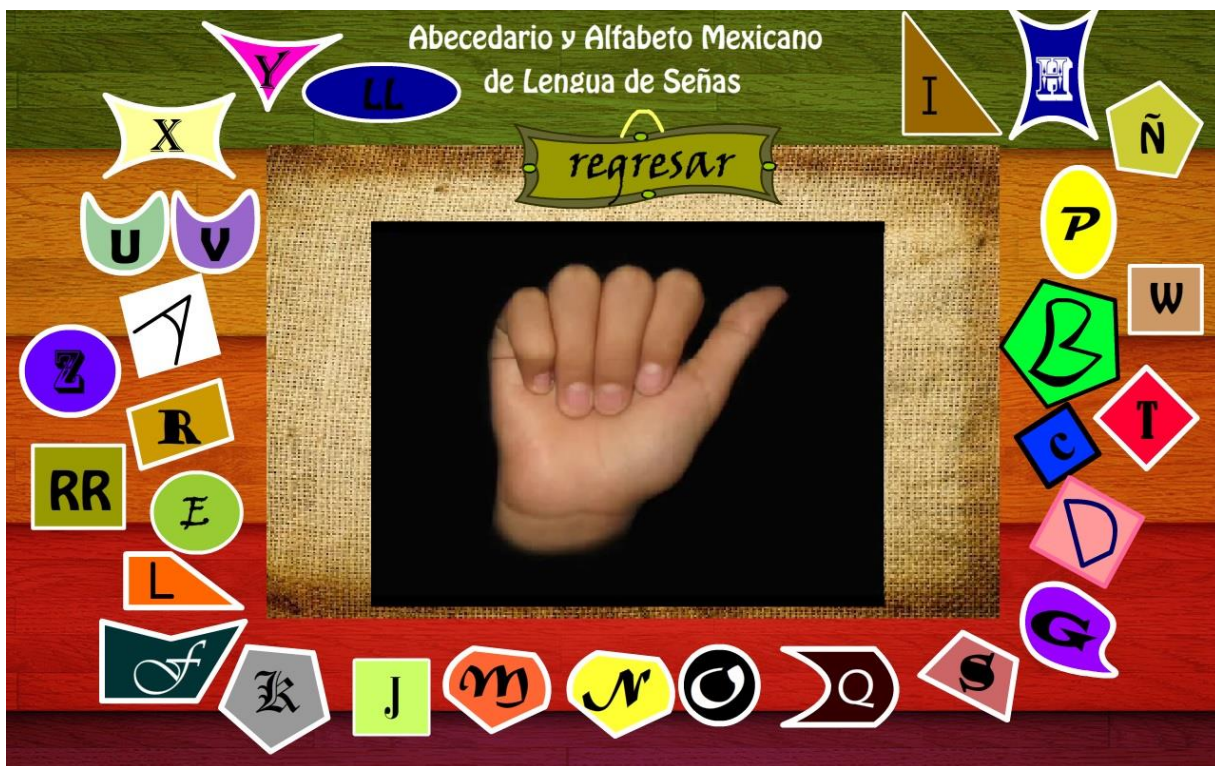 Abecedario y Alfabeto Mexicano
de Lengua de Señas
Y
LL
I
H
Ñ
X
regresar
U
V
P
W
A
B
Z
R
C
T
RR
E
D
L
G
F
K
J
M
N
O
Q
S